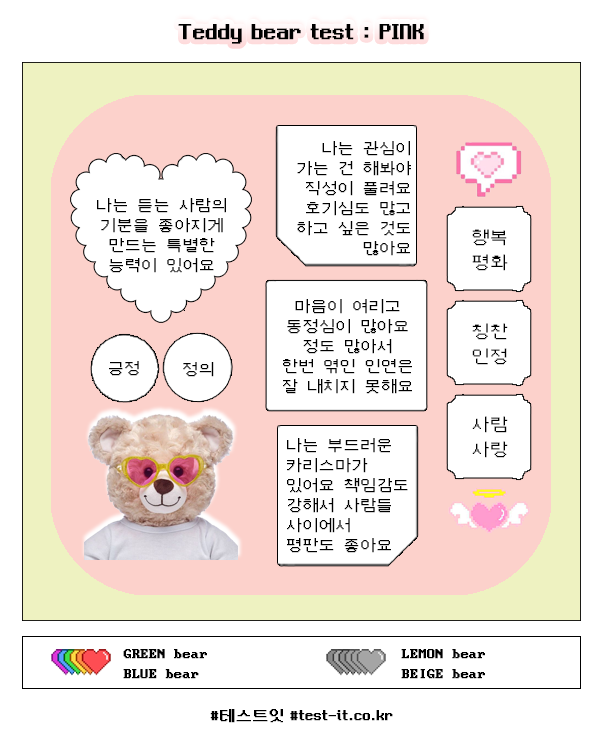 Teddy bear test : PINK
나는 듣는 사람의
기분을 좋아지게
만드는 특별한
능력이 있어요
긍정
정의
나는 관심이
가는 건 해봐야
직성이 풀려요
호기심도 많고
하고 싶은 것도
많아요
마음이 여리고
동정심이 많아요
정도 많아서
한번 엮인 인연은
잘 내치지 못해요
나는 부드러운
카리스마가
있어요 책임감도
강해서 사람들
사이에서
평판도 좋아요
행복
평화
칭찬
인정
사람
사랑
GREEN bear
BLUE bear
LEMON bear
BEIGE bear
#테스트잇 #test-it.co.kr